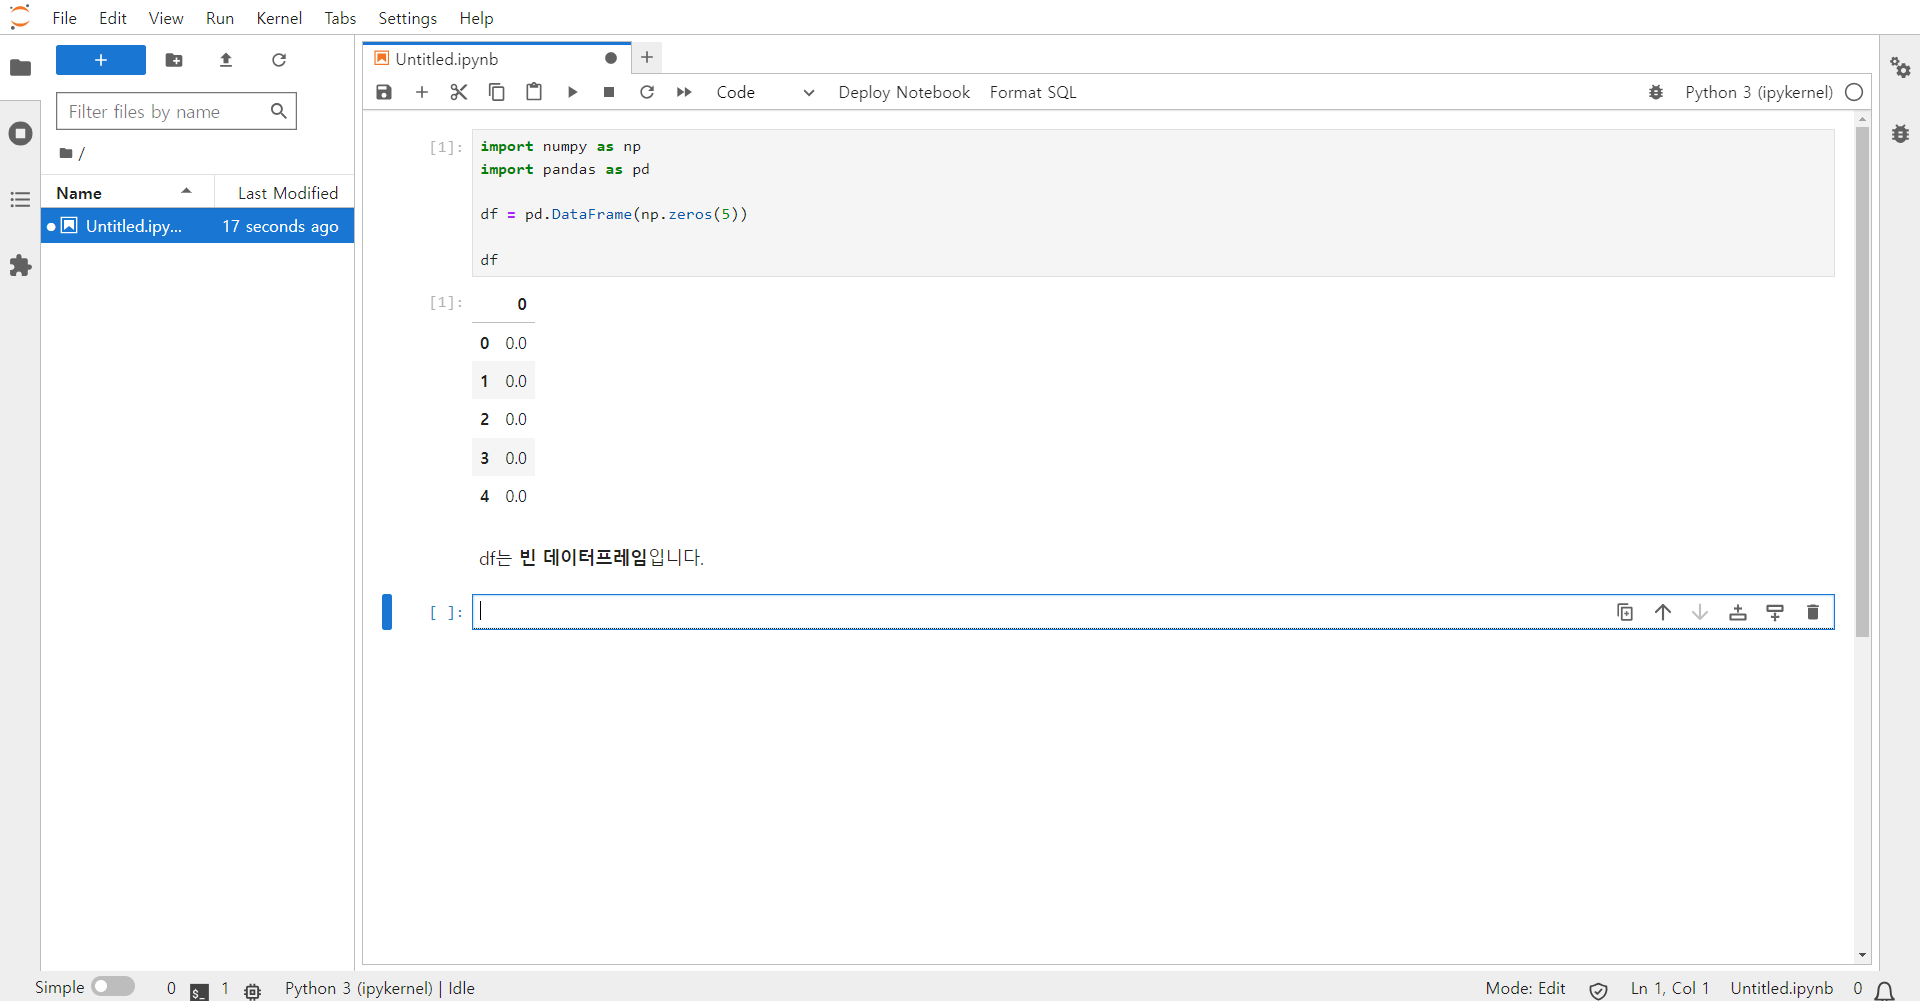 File Edit View Run Kernel Tabs Settings Help
Filter files by name
/
Name Last Modified
Untitled.ipy... 17 seconds ago
Untitled.ipynb
Code Deploy Notebook Format SQL Python 3 (ipykernel)
[1]: import numpy as np
import pandas as pd
df = pd.DataFrame(np.zeros(5))
df
[1]: 0
0 0.0
1 0.0
2 0.0
3 0.0
4 0.0
df는 빈 데이터프레임입니다.
[ ]:
Simple 0 $_ 1 Python 3 (ipykernel) | Idle Mode: Edit Ln 1, Col 1 Untitled.ipynb 0